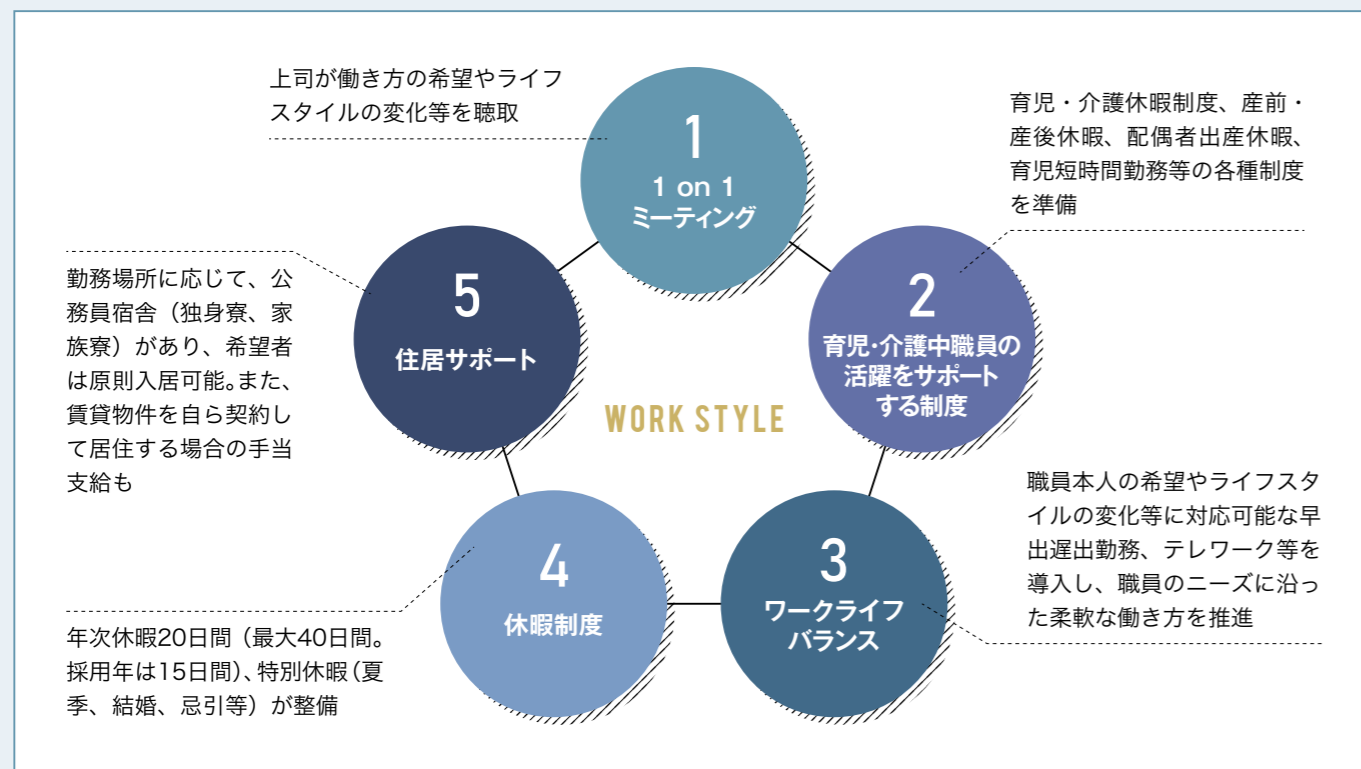 上司が働き方の希望やライフ
スタイルの変化等を聴取
1
1 on 1
ミーティング
育児・介護休暇制度、産前・
産後休暇、配偶者出産休暇、
育児短時間勤務等の各種制度
を準備
2
育児・介護中職員の
活躍をサポート
する制度
職員本人の希望やライフスタ
イルの変化等に対応可能な早
出遅出勤務、テレワーク等を
導入し、職員のニーズに沿っ
た柔軟な働き方を推進
3
ワークライフ
バランス
年次休暇20日間（最大40日間。
採用年は15日間）、特別休暇（夏
季、結婚、忌引等）が整備
4
休暇制度
勤務場所に応じて、公
務員宿舎（独身寮、家
族寮）があり、希望者
は原則入居可能。また、
賃貸物件を自ら契約し
て居住する場合の手当
支給も
5
住居サポート
WORK STYLE